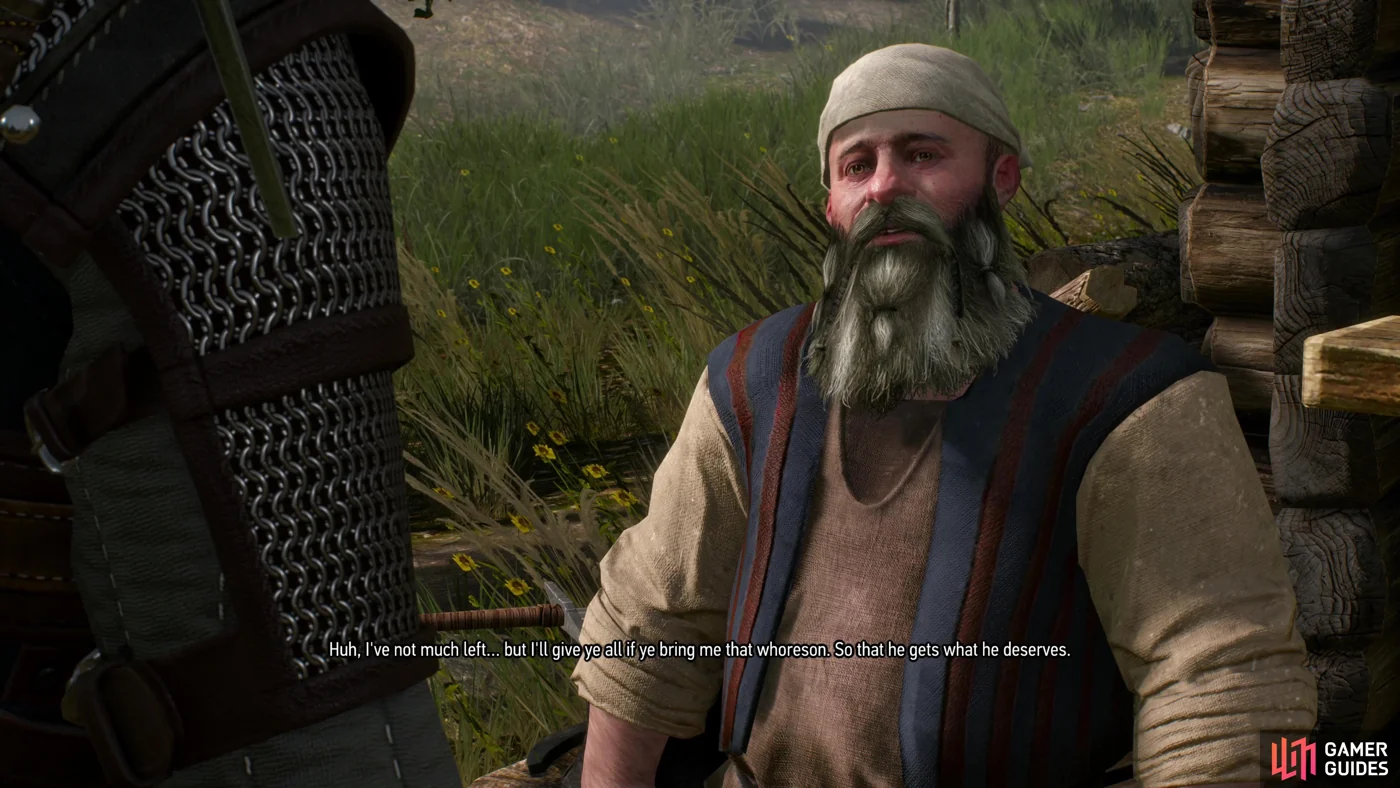 Huh, I've not much left... but I'll give ye all if ye bring me that whoreson. So that he gets what he deserves.
GAMER
GUIDES